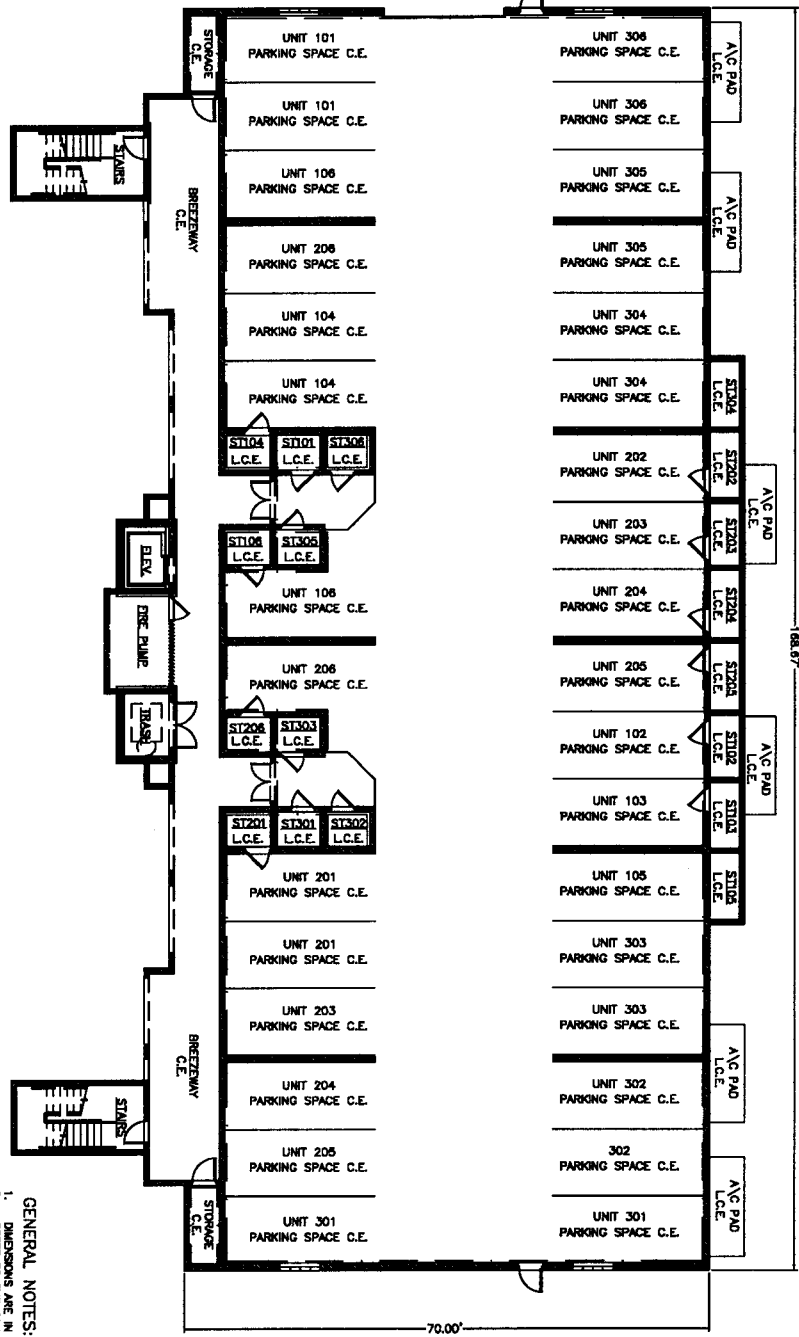 STORAGE
C.E.
STAIRS
BREEZEWAY
C.E.
ELEV.
FIRE PUMP
TRASH
BREEZEWAY
C.E.
STAIRS
STORAGE
C.E.
UNIT 101
PARKING SPACE C.E.
UNIT 101
PARKING SPACE C.E.
UNIT 106
PARKING SPACE C.E.
UNIT 206
PARKING SPACE C.E.
UNIT 104
PARKING SPACE C.E.
UNIT 104
PARKING SPACE C.E.
ST104
L.C.E.
ST101
L.C.E.
ST306
L.C.E.
ST106
L.C.E.
ST305
L.C.E.
UNIT 106
PARKING SPACE C.E.
UNIT 206
PARKING SPACE C.E.
ST206
L.C.E.
ST303
L.C.E.
ST201
L.C.E.
ST301
L.C.E.
ST302
L.C.E.
UNIT 201
PARKING SPACE C.E.
UNIT 201
PARKING SPACE C.E.
UNIT 203
PARKING SPACE C.E.
UNIT 204
PARKING SPACE C.E.
UNIT 205
PARKING SPACE C.E.
UNIT 301
PARKING SPACE C.E.
UNIT 306
PARKING SPACE C.E.
UNIT 306
PARKING SPACE C.E.
UNIT 305
PARKING SPACE C.E.
UNIT 305
PARKING SPACE C.E.
UNIT 304
PARKING SPACE C.E.
UNIT 304
PARKING SPACE C.E.
UNIT 202
PARKING SPACE C.E.
UNIT 203
PARKING SPACE C.E.
UNIT 204
PARKING SPACE C.E.
UNIT 205
PARKING SPACE C.E.
UNIT 102
PARKING SPACE C.E.
UNIT 103
PARKING SPACE C.E.
UNIT 105
PARKING SPACE C.E.
UNIT 303
PARKING SPACE C.E.
UNIT 303
PARKING SPACE C.E.
UNIT 302
PARKING SPACE C.E.
302
PARKING SPACE C.E.
UNIT 301
PARKING SPACE C.E.
A\C PAD
L.C.E.
A\C PAD
L.C.E.
ST304
L.C.E.
ST202
L.C.E.
ST203
L.C.E.
ST204
L.C.E.
ST205
L.C.E.
ST102
L.C.E.
ST103
L.C.E.
ST105
L.C.E.
A\C PAD
L.C.E.
A\C PAD
L.C.E.
A\C PAD
L.C.E.
A\C PAD
L.C.E.
168.67'
70.00'
GENERAL NOTES:
1. DIMENSIONS ARE IN